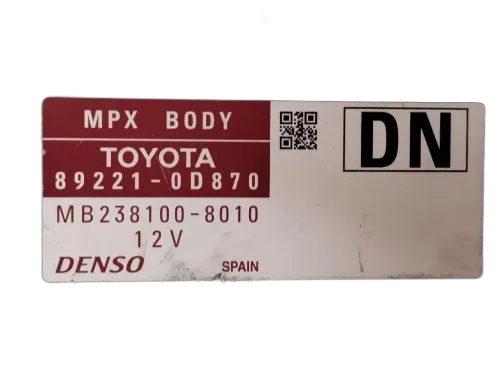 MPX BODY
DN
TOYOTA
89221-0D870
MB238100-8010
12V
DENSO SPAIN